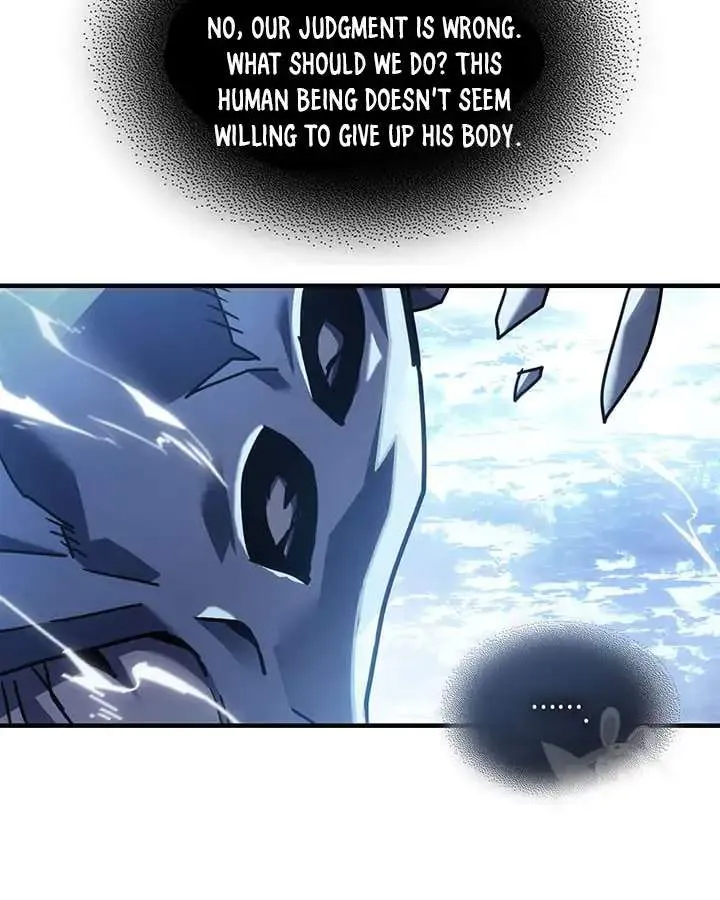 NO, OUR JUDGMENT IS WRONG.
WHAT SHOULD WE DO? THIS
HUMAN BEING DOESN'T SEEM
WILLING TO GIVE UP HIS BODY.
.......